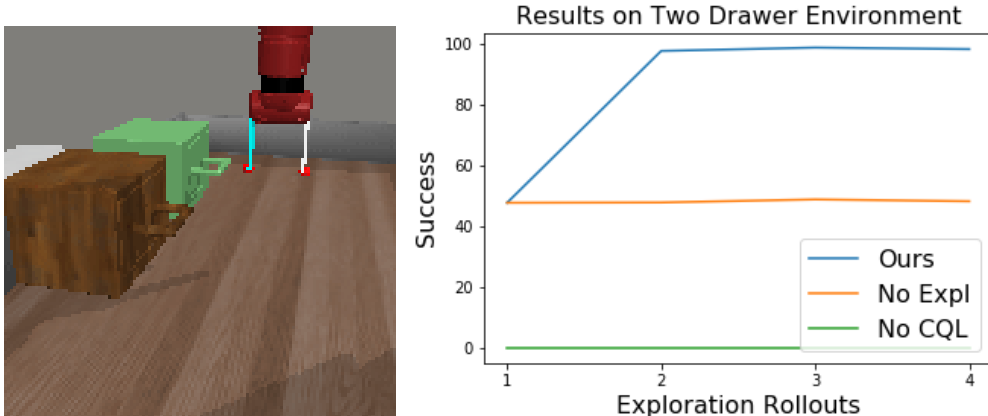 Results on Two Drawer Environment
Success
100
80
60
40
20
0
Ours
No Expl
No CQL
1 2 3 4
Exploration Rollouts